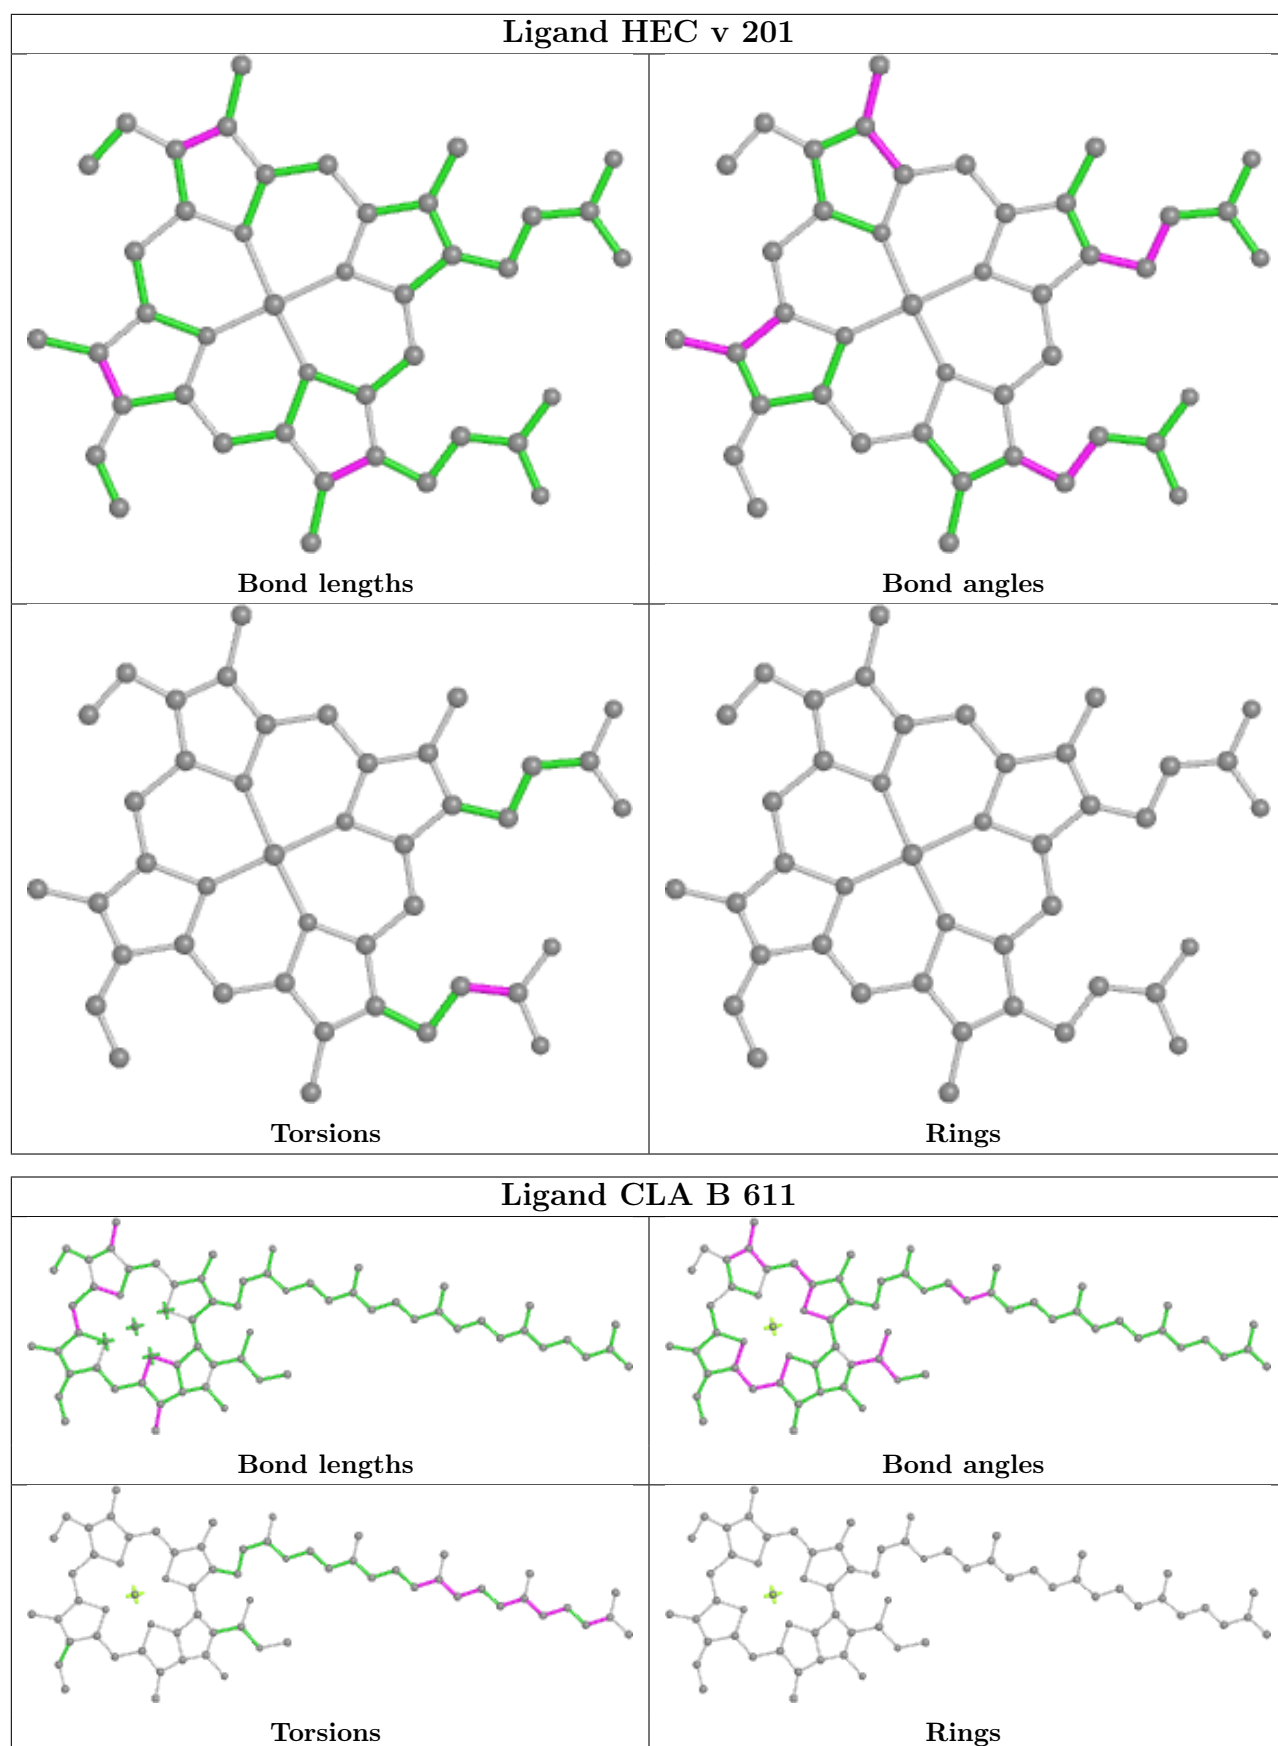 Ligand HEC v 201
Bond lengths
Bond angles
Torsions
Rings
Ligand CLA B 611
Bond lengths
Bond angles
Torsions
Rings